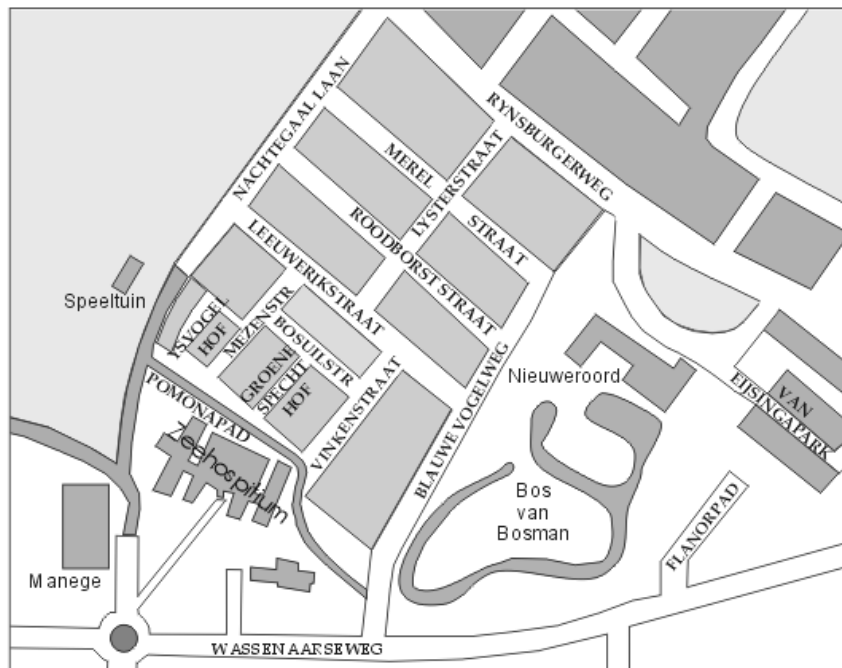 NACHTEGAAL LAAN
RYNSBURGERWEG
MEREL
STRAAT
LYSTERSTRAAT
ROODBORST STRAAT
LEEUWERIKSTRAAT
Speeltuin
YSVOGEL
HOF
MEZENSTR
BOSUILSTR
GROENE
SPECHT
HOF
VINKENSTRAAT
BLAUWE VOGELWEG
Nieuweroord
VAN
EIJSINGAPARK
POMONAPAD
Zeehospitium
Bos
van
Bosman
FLANORPAD
Manege
WASSENAARSEWEG